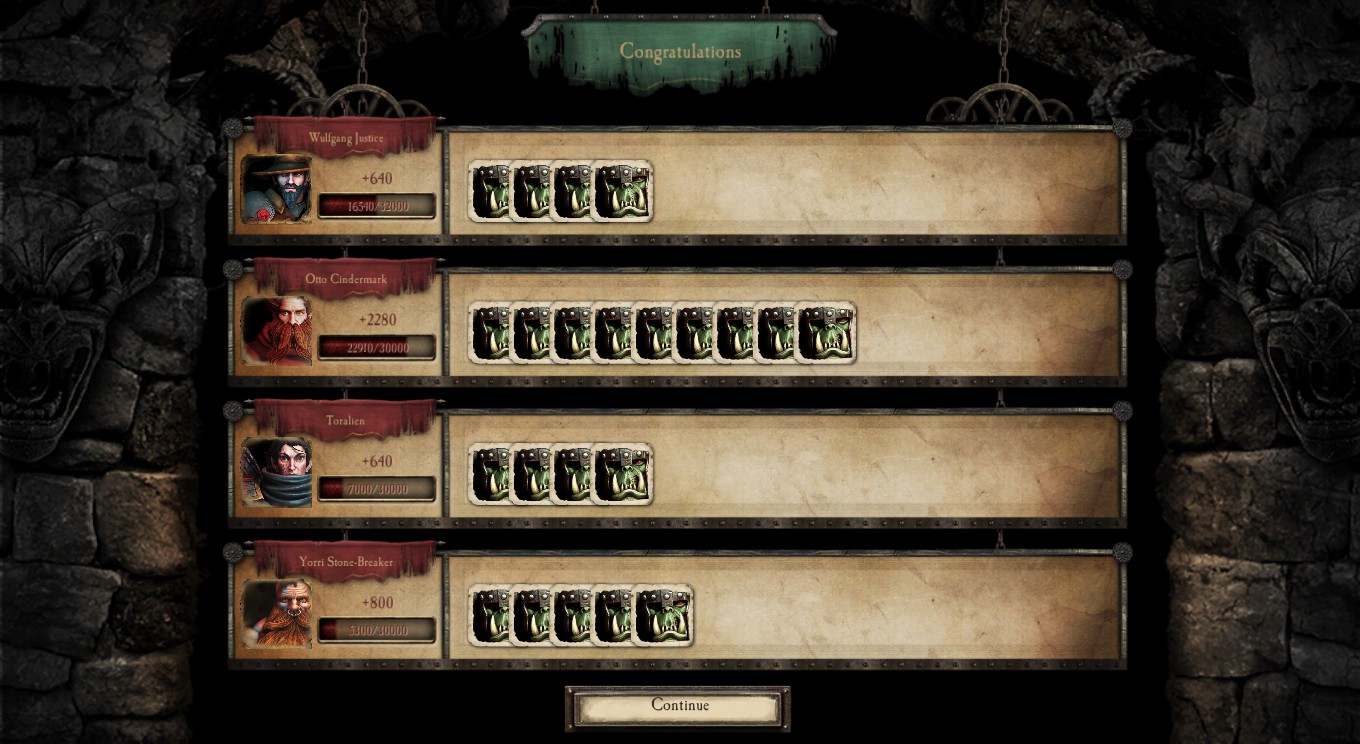 Congratulations
Wulfgang Justice
+640
16540/32000
Otto Cindermark
+2280
22910/30000
Toralien
+640
7000/30000
Yorri Stone-Breaker
+800
5300/30000
Continue